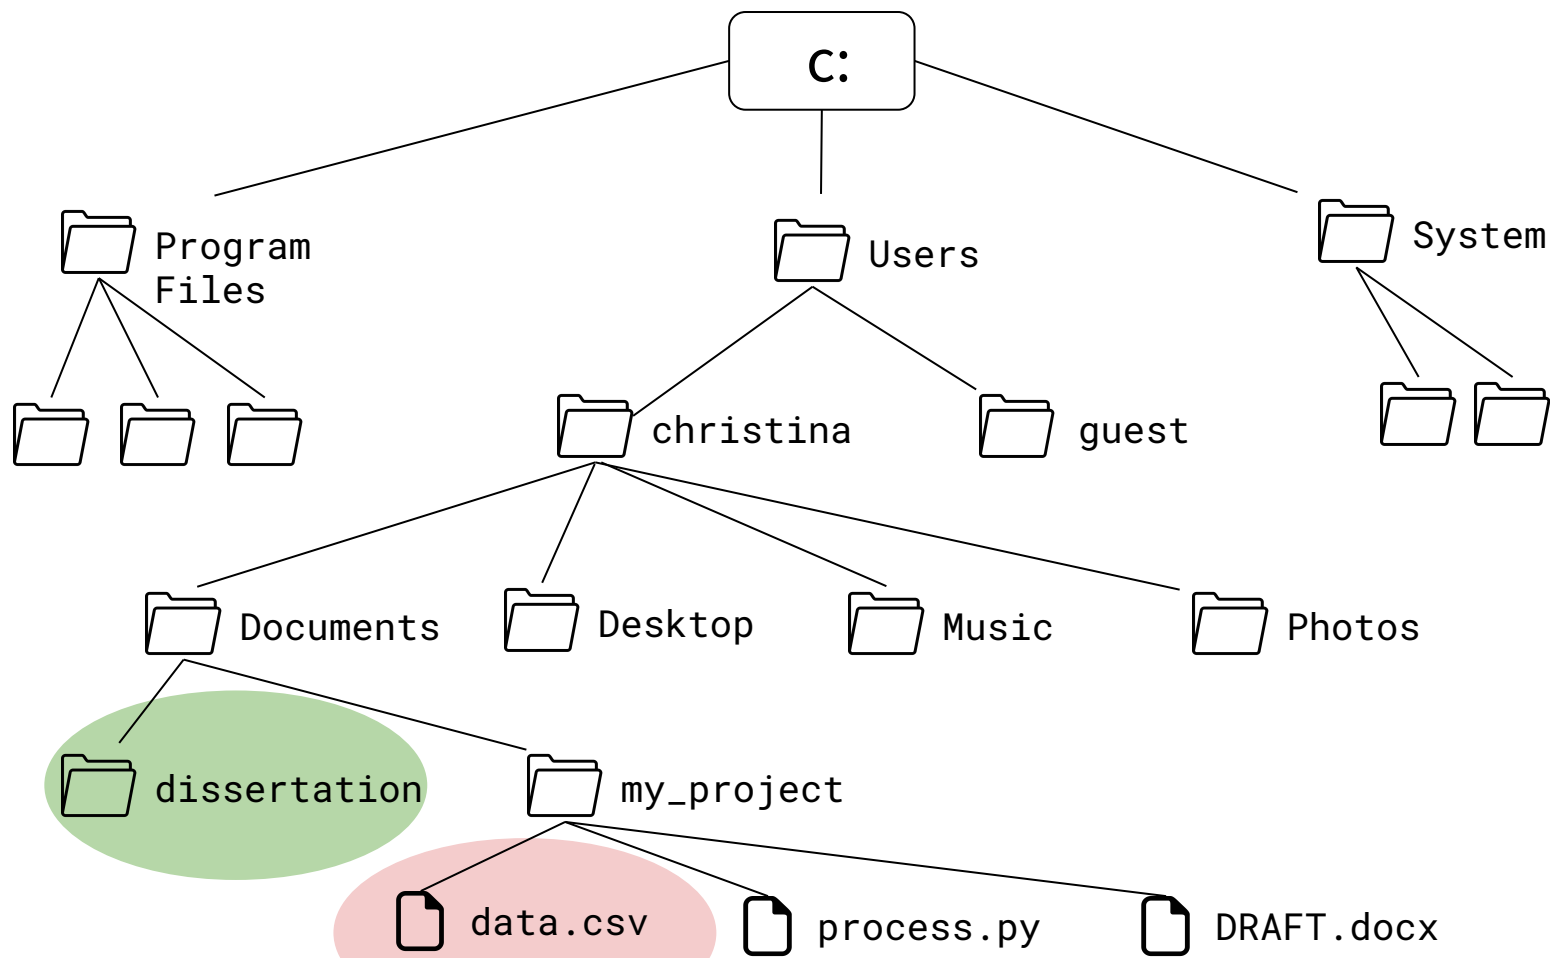 C:
Program
Files
Users
System
christina
guest
Documents
Desktop
Music
Photos
dissertation
my_project
data.csv
process.py
DRAFT.docx